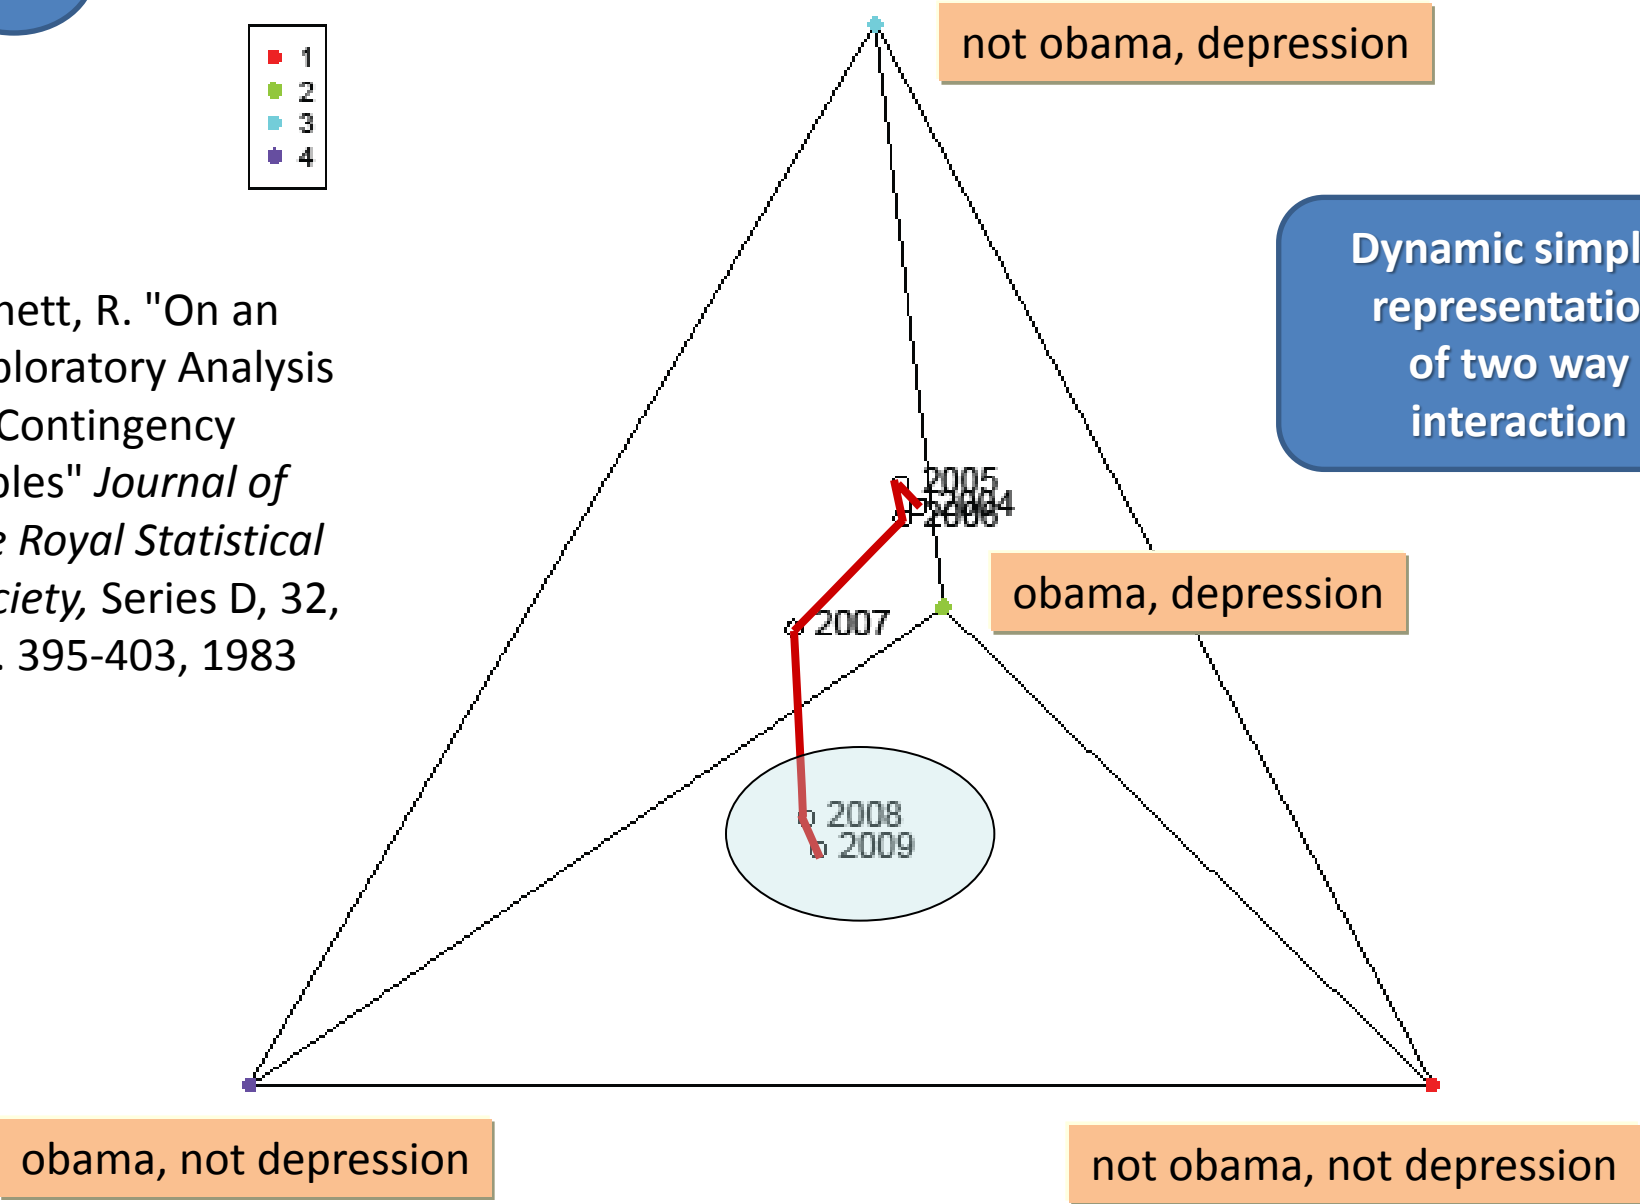 1
2
3
4
not obama, depression
nett, R. "On an
ploratory Analysis
Contingency
bles" Journal of
e Royal Statistical
ciety, Series D, 32,
. 395-403, 1983
Dynamic simpl
representatio
of two way
interaction
2005
2004
2006
obama, depression
2007
2008
2009
obama, not depression
not obama, not depression